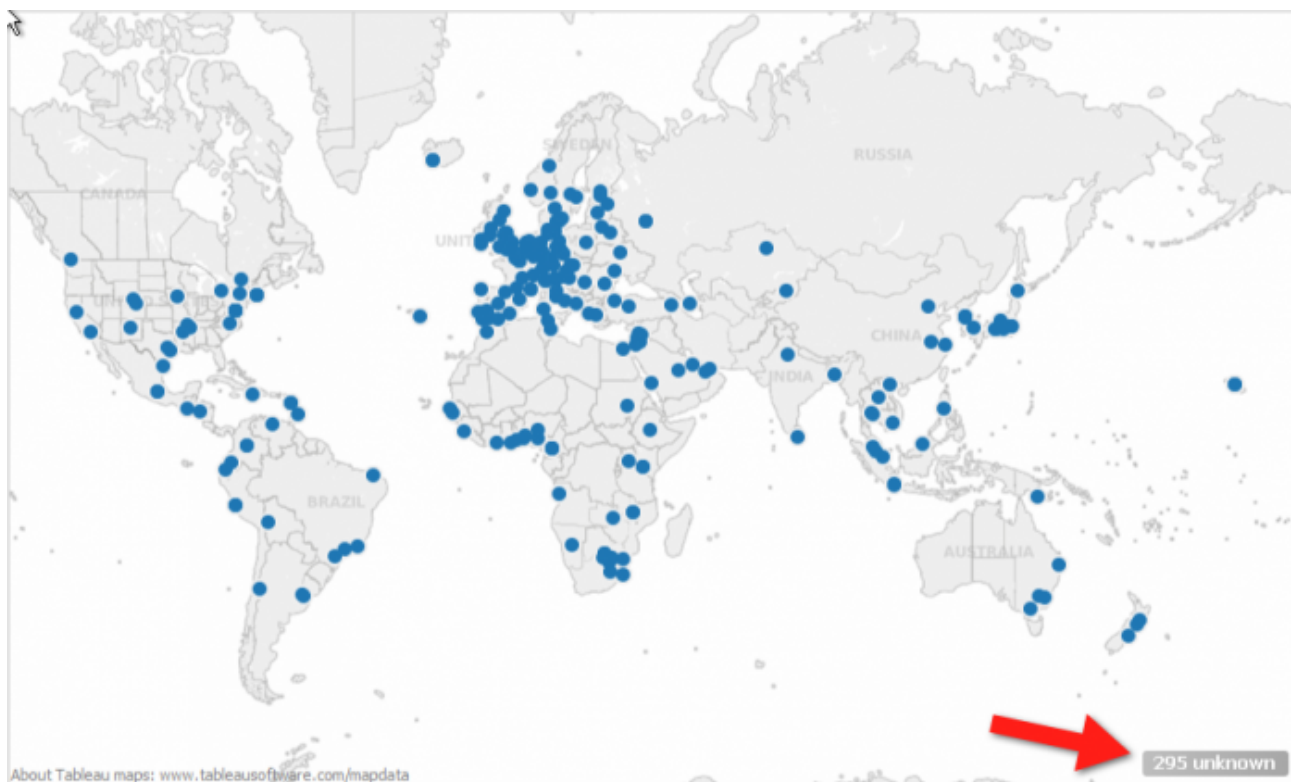 SWEDEN
RUSSIA
CANADA
UNIT
CHINA
INDIA
BRAZIL
AUSTRALIA
295 unknown
About Tableau maps: www.tableausoftware.com/mapdata